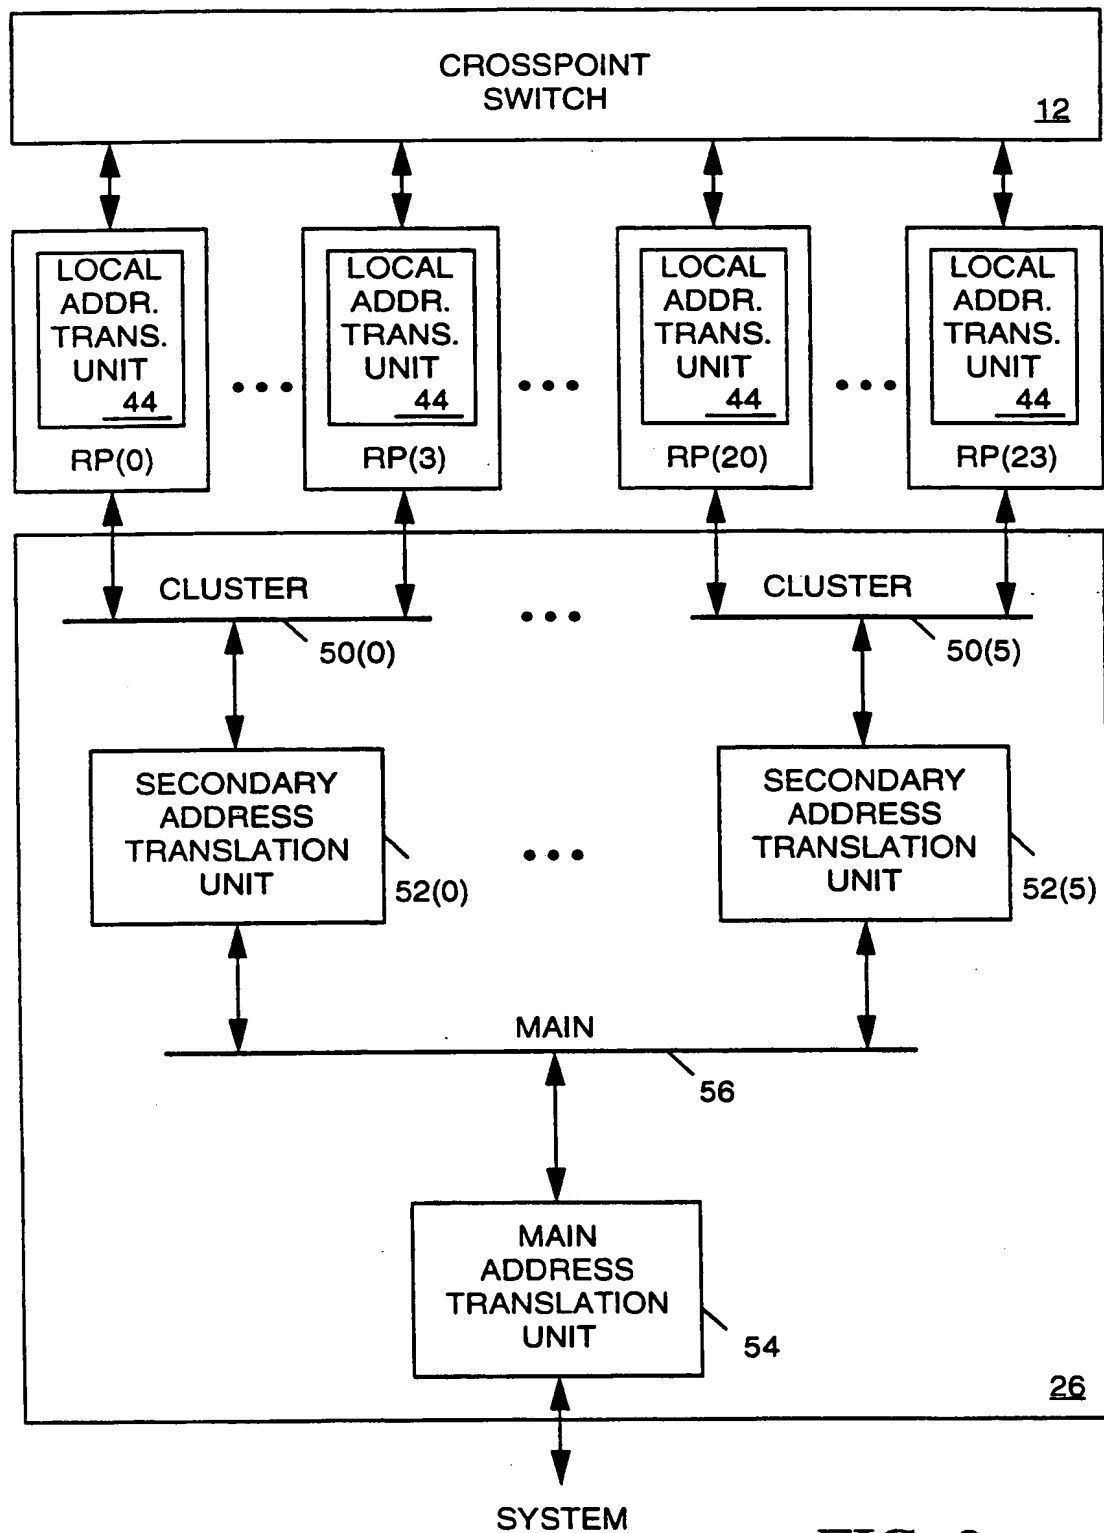 CROSSPOINT
SWITCH
12
LOCAL
ADDR.
TRANS.
UNIT
44
RP(0)
LOCAL
ADDR.
TRANS.
UNIT
44
RP(3)
LOCAL
ADDR.
TRANS.
UNIT
44
RP(20)
LOCAL
ADDR.
TRANS.
UNIT
44
RP(23)
CLUSTER
50(0)
CLUSTER
50(5)
SECONDARY
ADDRESS
TRANSLATION
UNIT
52(0)
SECONDARY
ADDRESS
TRANSLATION
UNIT
52(5)
MAIN
56
MAIN
ADDRESS
TRANSLATION
UNIT
54
26
SYSTEM